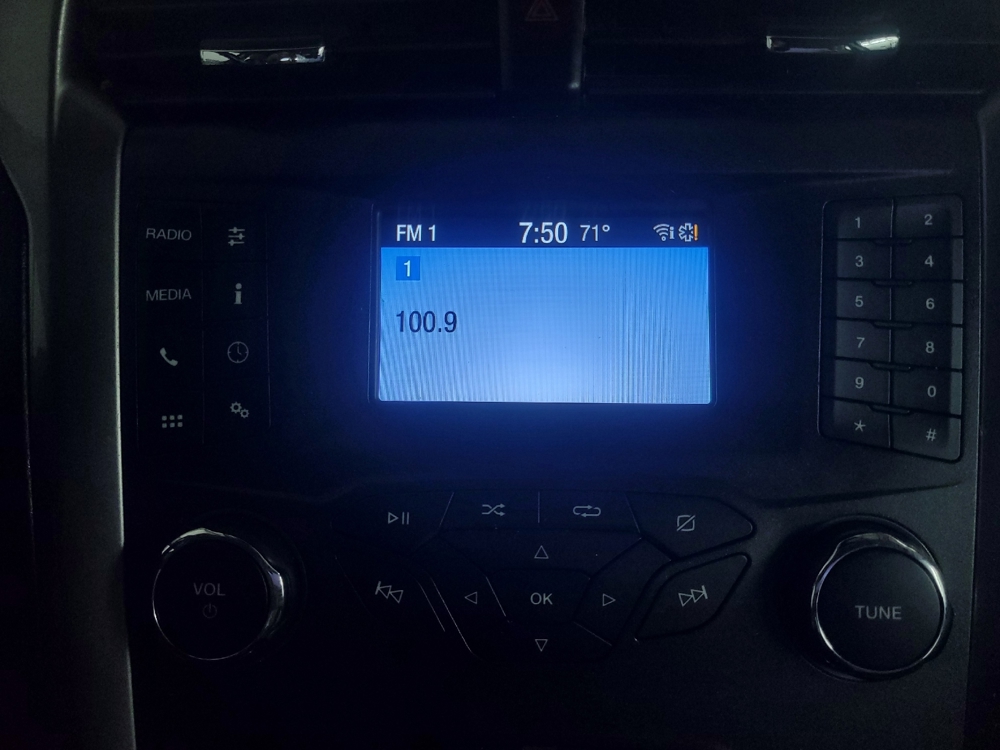 FM 1 7:50 71°
1
100.9
RADIO
MEDIA
1 2
3 4
5 6
7 8
9 0
* #
VOL
OK
TUNE